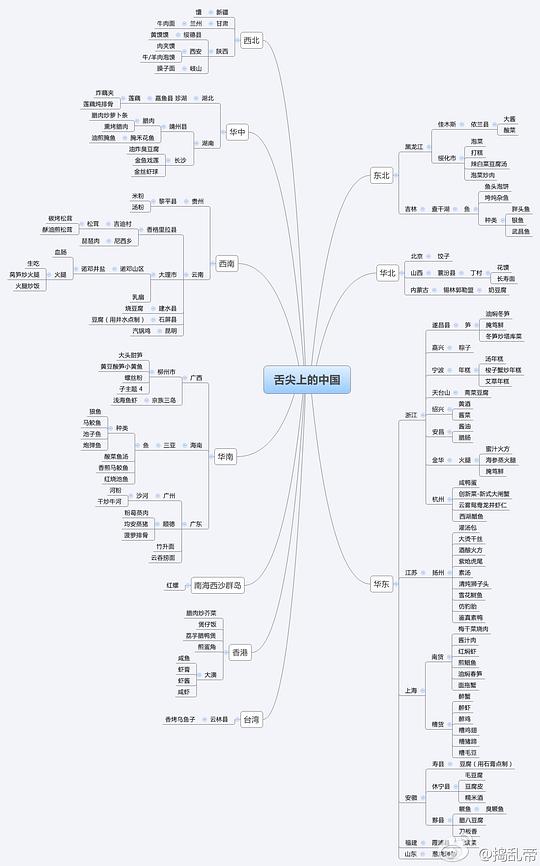 舌尖上的中国
西北
新疆
馕
甘肃
兰州
牛肉面
陕西
绥德县
黄馍馍
西安
肉夹馍
牛/羊肉泡馍
岐山
臊子面
华中
湖北
嘉鱼县 珍湖
莲藕
炸藕夹
莲藕炖排骨
湖南
靖州县
腊肉
腊肉炒萝卜条
熏烤腊肉
腌禾花鱼
油煎腌鱼
长沙
油炸臭豆腐
金鱼戏莲
金丝虾球
西南
贵州
黎平县
米粉
汤粉
云南
香格里拉县
吉迪村
松茸
碳烤松茸
酥油煎松茸
尼西乡
琵琶肉
大理市
诺邓山区
诺邓井盐
火腿
血肠
生吃
莴笋炒火腿
火腿炒饭
乳扇
建水县
烧豆腐
石屏县
豆腐（用井水点制）
昆明
汽锅鸡
华南
广西
柳州市
大头甜笋
黄豆酸笋小黄鱼
螺丝粉
子主题 4
京族三岛
浅海鱼虾
海南
三亚
鱼
种类
狼鱼
马鲛鱼
池子鱼
炮弹鱼
酸菜鱼汤
香煎马鲛鱼
红烧池鱼
广东
广州
沙河
河粉
干炒牛河
顺德
粉葛蒸肉
均安蒸猪
菠萝排骨
竹升面
云吞捞面
南海西沙群岛
红螺
香港
腊肉炒芥菜
煲仔饭
荔芋腊鸭煲
煎蛋角
大澳
咸鱼
虾膏
虾酱
咸虾
台湾
云林县
香烤乌鱼子
东北
黑龙江
佳木斯
依兰县
大酱
酸菜
绥化市
泡菜
打糕
辣白菜豆腐汤
泡菜炒肉
吉林
查干湖
鱼
鱼头泡饼
垮炖杂鱼
种类
胖头鱼
银鱼
武昌鱼
华北
北京
饺子
山西
襄汾县
丁村
花馍
长寿面
内蒙古
锡林郭勒盟
奶豆腐
华东
浙江
遂昌县
笋
油焖冬笋
腌笃鲜
冬笋炒塔库菜
嘉兴
粽子
宁波
年糕
汤年糕
梭子蟹炒年糕
艾草年糕
天台山
青菜豆腐
绍兴
黄酒
酱菜
安昌
酱油
腊肠
金华
火腿
蜜汁火方
海参蒸火腿
腌笃鲜
杭州
咸鸭蛋
创新菜-新式大闸蟹
云雾鸳鸯龙井虾仁
西湖醋鱼
江苏
扬州
灌汤包
大烫干丝
酒酿火方
素汤
清炖狮子头
雪花鲥鱼
仿豹胎
鉴真素鸭
上海
南货
梅干菜烧肉
酱汁肉
红焖虾
煎鲳鱼
油焖春笋
面拖蟹
糟货
醉蟹
醉虾
醉鸡
糟鸡翅
糟猪蹄
糟毛豆
安徽
寿县
豆腐（用石膏点制）
休宁县
毛豆腐
豆腐皮
糯米酒
黟县
鳜鱼
臭鳜鱼
腊八豆腐
刀板香
福建
山东
@捣乱帝